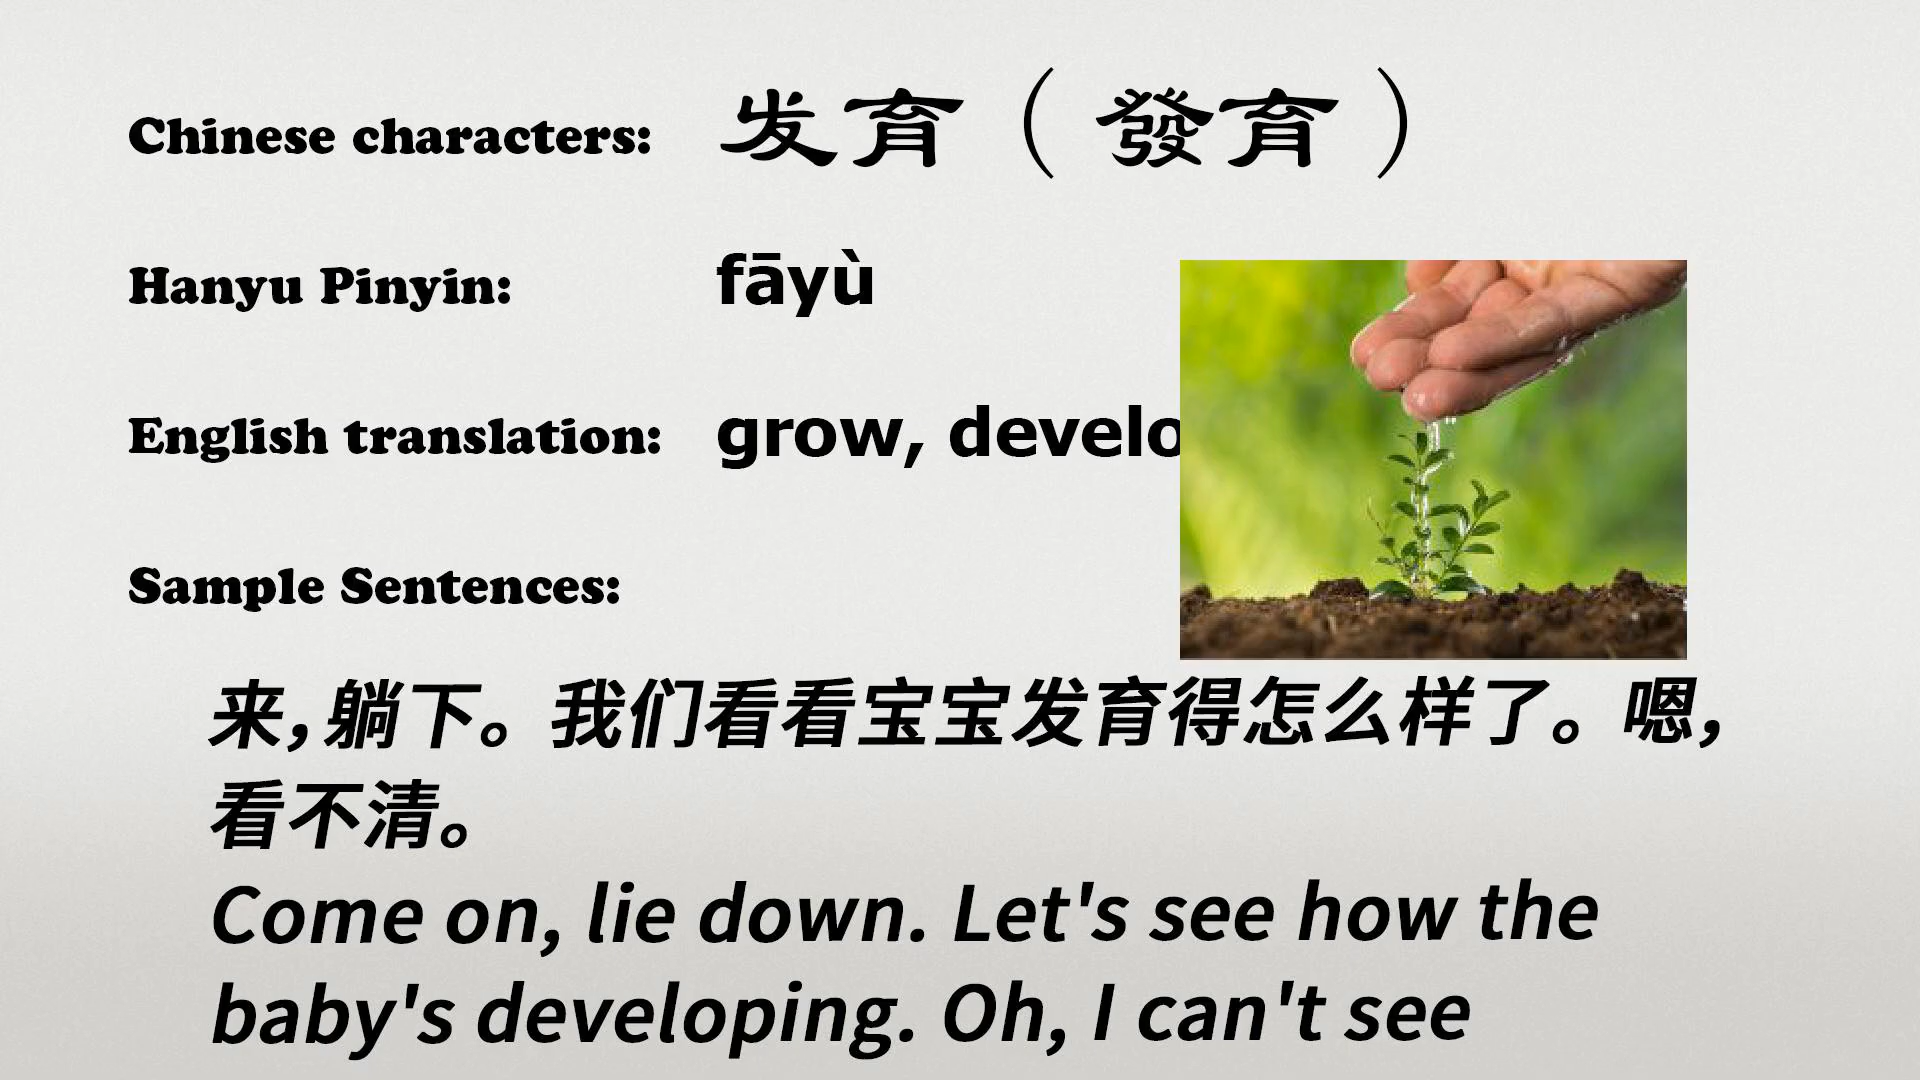 Chinese characters: 发育（發育）
Hanyu Pinyin: fāyù
English translation: grow, develo
Sample Sentences:
来，躺下。我们看看宝宝发育得怎么样了。嗯，
看不清。
Come on, lie down. Let's see how the
baby's developing. Oh, I can't see